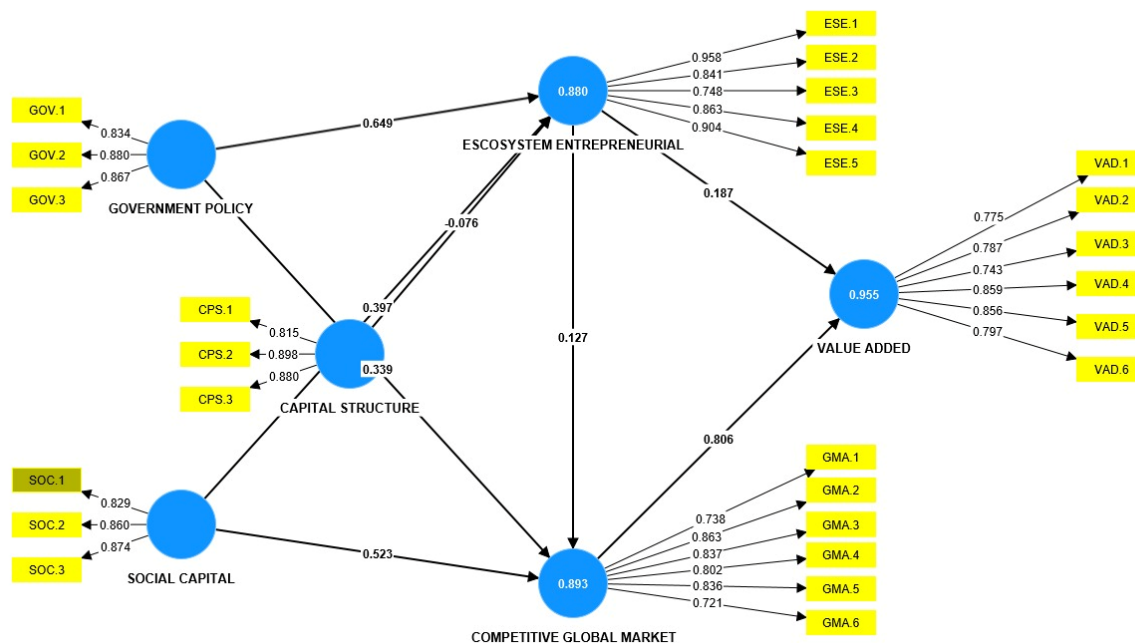 ESE.1
0.958
ESE.2
0.841
0.748
ESE.3
0.880
0.863
ESE.4
0.904
ESE.5
ESCOSYSTEM ENTREPRENEURIAL
GOV.1
0.834
GOV.2
0.880
0.867
GOV.3
GOVERNMENT POLICY
0.649
-0.076
0.187
VAD.1
VAD.2
0.775
0.787
VAD.3
0.743
0.859
VAD.4
0.955
0.856
VAD.5
0.797
VAD.6
VALUE ADDED
CPS.1
0.815
CPS.2
0.898
0.880
CPS.3
CAPITAL STRUCTURE
0.397
0.339
0.127
0.806
SOC.1
0.829
SOC.2
0.860
0.874
SOC.3
SOCIAL CAPITAL
0.523
GMA.1
GMA.2
0.738
0.863
GMA.3
0.837
0.802
GMA.4
0.893
0.836
GMA.5
0.721
GMA.6
COMPETITIVE GLOBAL MARKET